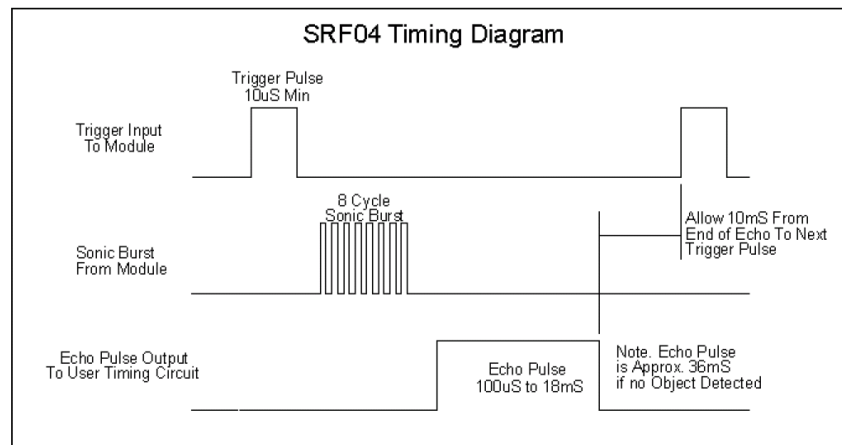 SRF04 Timing Diagram
Trigger Pulse
10uS Min
Trigger Input
To Module
8 Cycle
Sonic Burst
Allow 10mS From
End of Echo To Next
Trigger Pulse
Sonic Burst
From Module
Echo Pulse Output
To User Timing Circuit
Echo Pulse
100uS to 18mS
Note. Echo Pulse
is Approx. 36mS
if no Object Detected